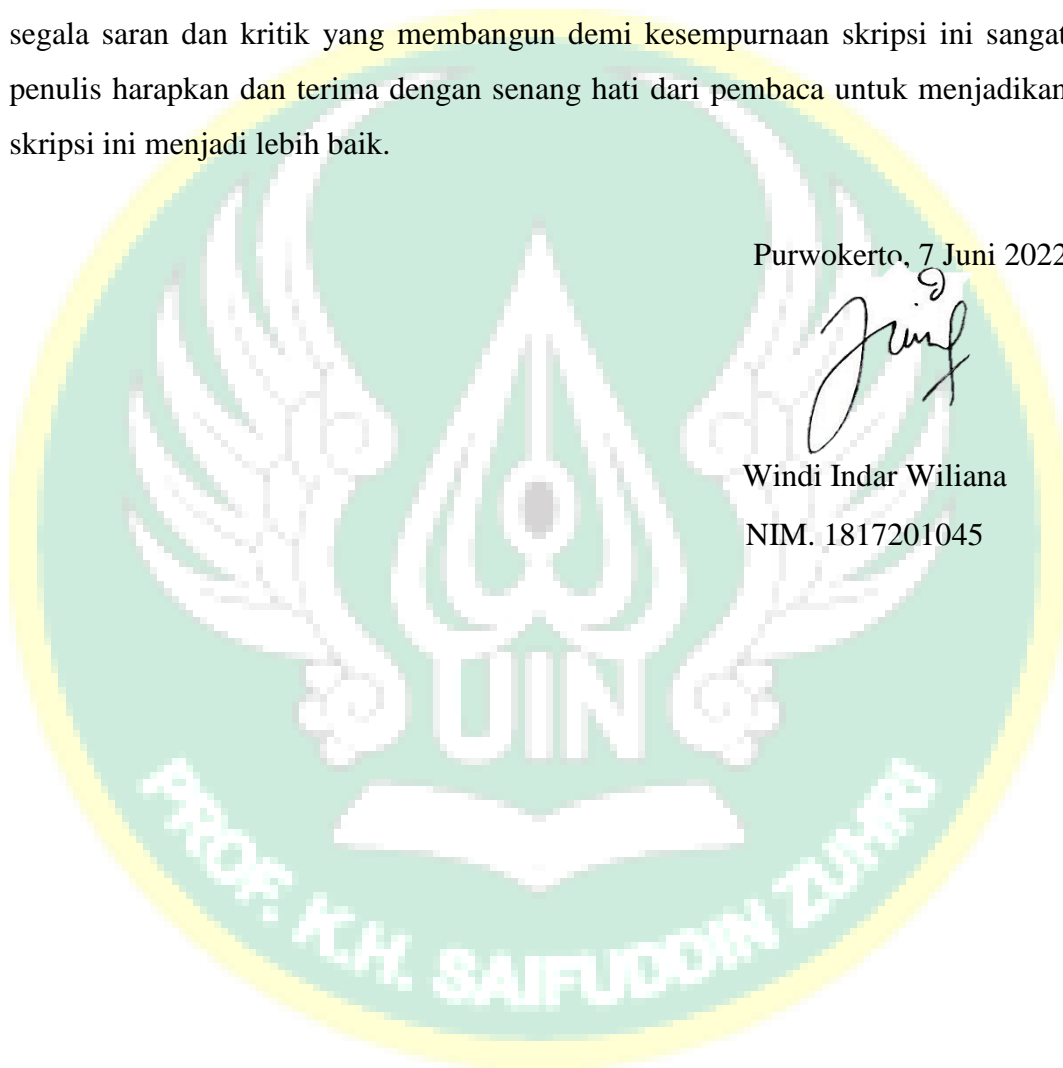 segala saran dan kritik yang membangun demi kesempurnaan skripsi ini sangat
penulis harapkan dan terima dengan senang hati dari pembaca untuk menjadikan
skripsi ini menjadi lebih baik.
Purwokerto, 7 Juni 2022
Windi Indar Wiliana
NIM. 1817201045
UIN
PROF. K.H. SAIFUDDIN ZUHRI